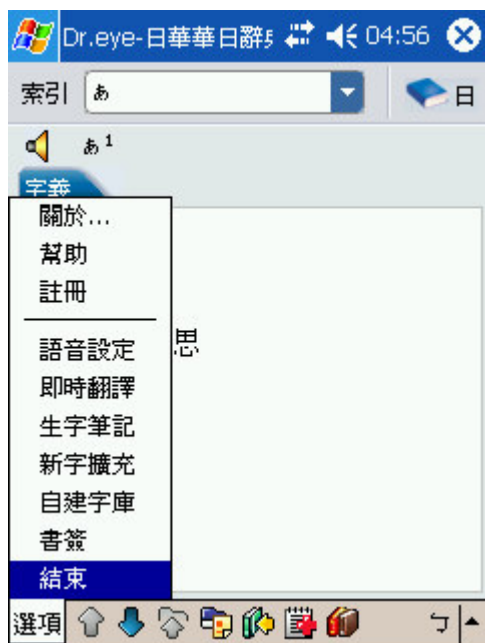 Dr.eye-日華華日辭 04:56
索引 あ 日
あ 1
字義
關於...
幫助
註冊
思
語音設定
即時翻譯
生字筆記
新字擴充
自建字庫
書籤
結束
選項 ㄅ